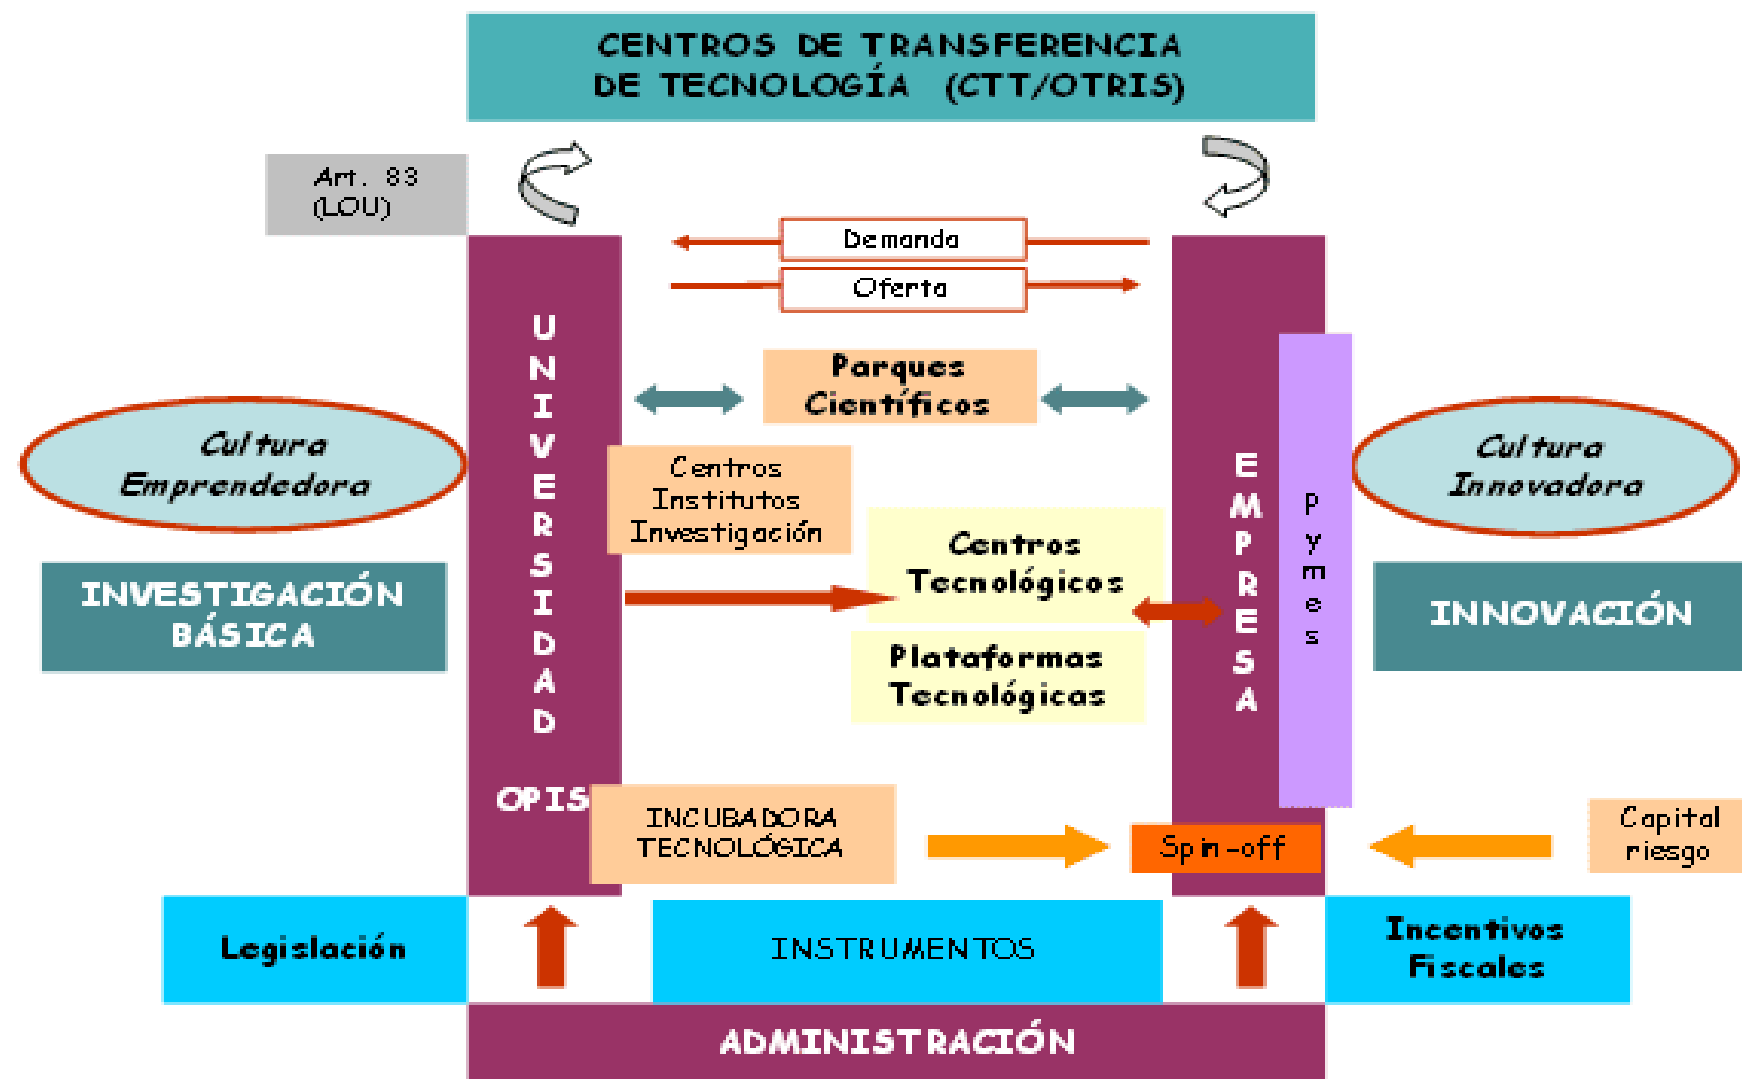 CENTROS DE TRANSFERENCIA
DE TECNOLOGÍA (CTT/OTRIS)
Art. 83
(LOU)
Demanda
Oferta
UNIVERSIDAD
OPIS
Parques
Científicos
Cultura
Emprendedora
Centros
Institutos
Investigación
EMPRESA
Pymes
Cultura
Innovadora
Centros
Tecnológicos
INVESTIGACIÓN
BÁSICA
INNOVACIÓN
Plataformas
Tecnológicas
INCUBADORA
TECNOLÓGICA
Spin-off
Capital
riesgo
Legislación
INSTRUMENTOS
Incentivos
Fiscales
ADMINISTRACIÓN